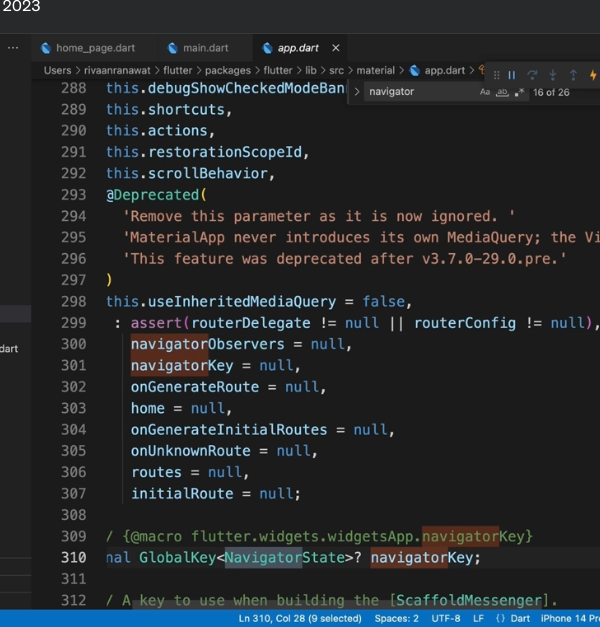 2023
··· home_page.dart main.dart app.dart ×
Users > rivaanranawat > flutter > packages > flutter > lib > src > material > app.dart >
> navigator Aa ab .* 16 of 26
288 this.debugShowCheckedModeBan
289 this.shortcuts,
290 this.actions,
291 this.restorationScopeId,
292 this.scrollBehavior,
293 @Deprecated(
294 'Remove this parameter as it is now ignored. '
295 'MaterialApp never introduces its own MediaQuery; the Vi
296 'This feature was deprecated after v3.7.0-29.0.pre.'
297 )
298 this.useInheritedMediaQuery = false,
299 : assert(routerDelegate != null || routerConfig != null),
dart
300 navigatorObservers = null,
301 navigatorKey = null,
302 onGenerateRoute = null,
303 home = null,
304 onGenerateInitialRoutes = null,
305 onUnknownRoute = null,
306 routes = null,
307 initialRoute = null;
308
309 / {@macro flutter.widgets.widgetsApp.navigatorKey}
310 nal GlobalKey<NavigatorState>? navigatorKey;
311
312 / A key to use when building the [ScaffoldMessenger].
Ln 310, Col 28 (9 selected) Spaces: 2 UTF-8 LF {} Dart iPhone 14 Pr